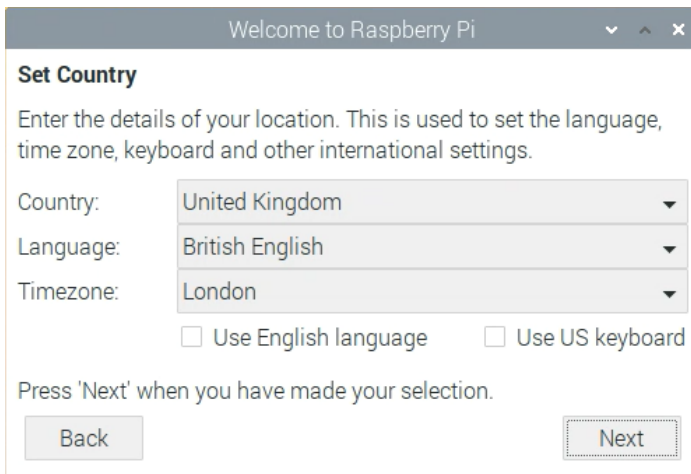 Welcome to Raspberry Pi
Set Country
Enter the details of your location. This is used to set the language,
time zone, keyboard and other international settings.
Country: United Kingdom
Language: British English
Timezone: London
Use English language Use US keyboard
Press 'Next' when you have made your selection.
Back Next